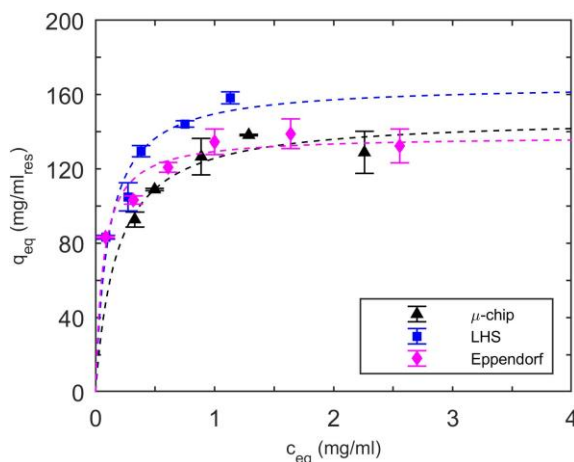 200
160
120
80
40
0
q_eq (mg/ml_res)
0 1 2 3 4
c_eq (mg/ml)
μ-chip
LHS
Eppendorf